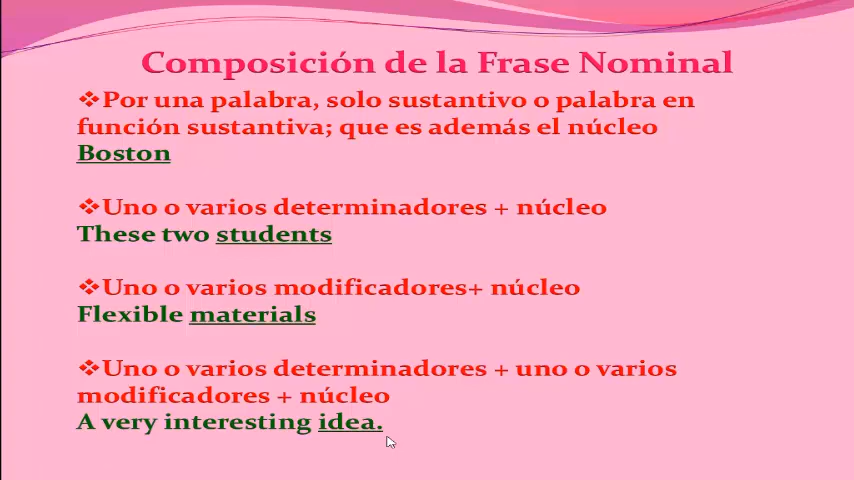 Composición de la Frase Nominal
❖Por una palabra, solo sustantivo o palabra en
función sustantiva; que es además el núcleo
Boston
❖Uno o varios determinadores + núcleo
These two students
❖Uno o varios modificadores+ núcleo
Flexible materials
❖Uno o varios determinadores + uno o varios
modificadores + núcleo
A very interesting idea.